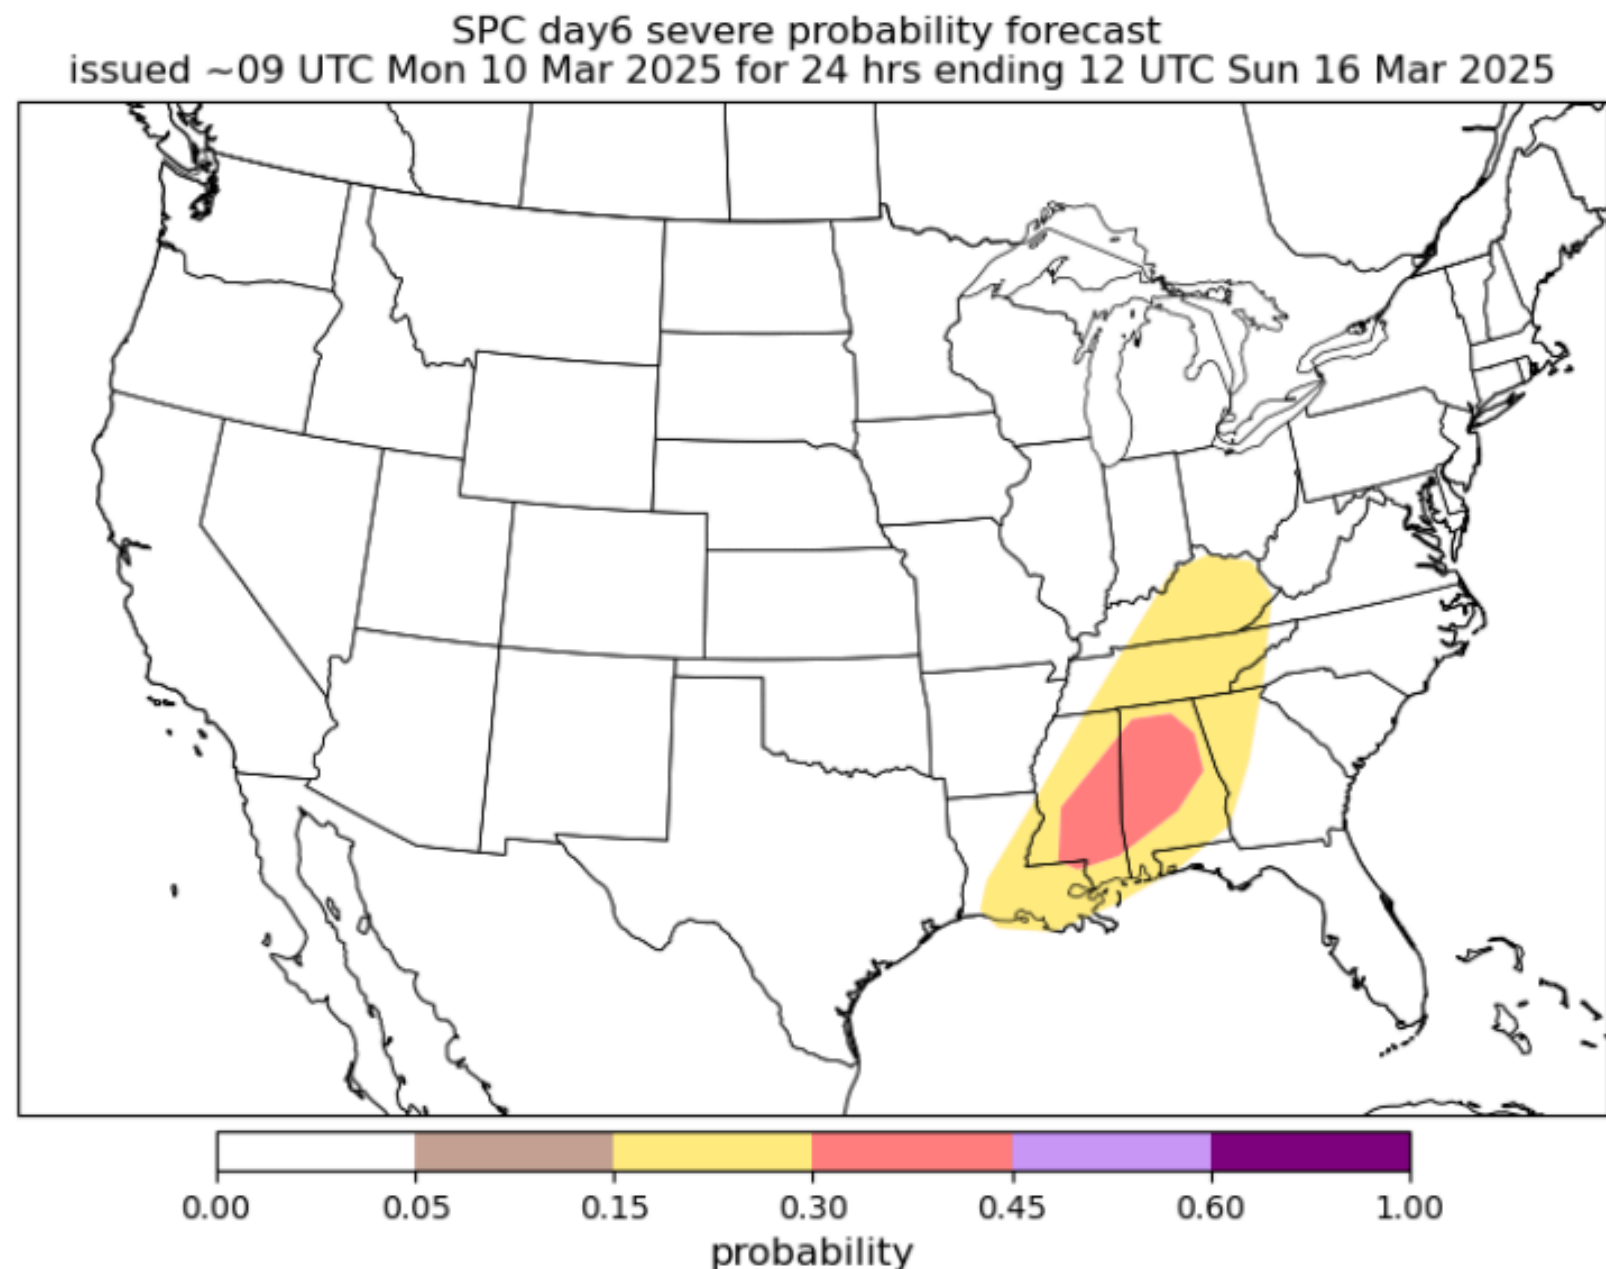 SPC day6 severe probability forecast
issued ~09 UTC Mon 10 Mar 2025 for 24 hrs ending 12 UTC Sun 16 Mar 2025
0.00 0.05 0.15 0.30 0.45 0.60 1.00
probability